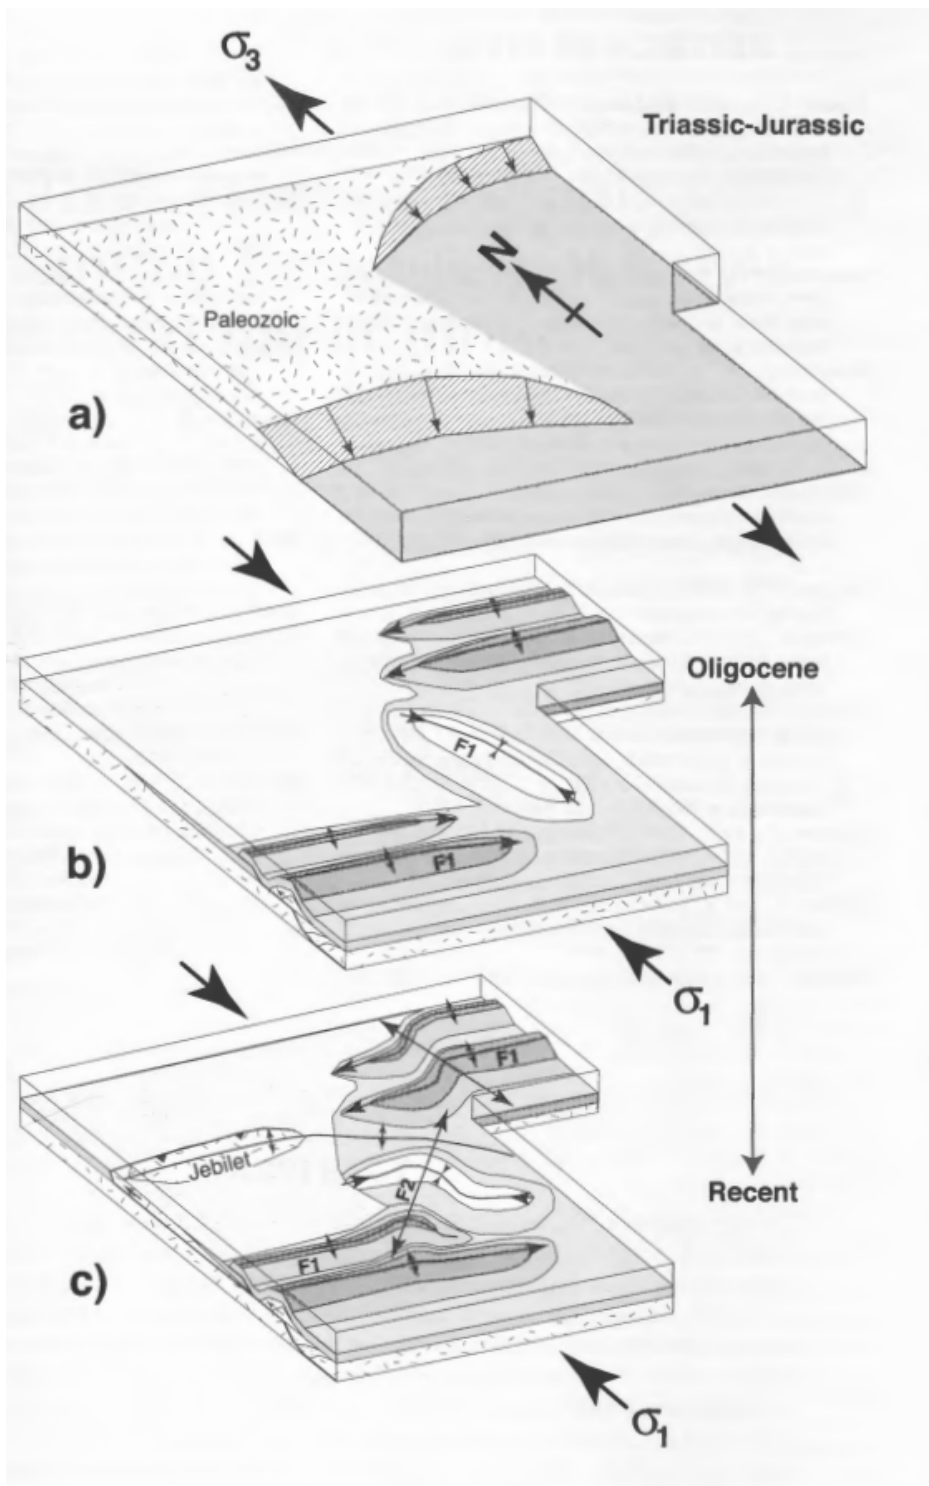 σ3
Triassic-Jurassic
N
Paleozoic
a)
Oligocene
F1
b)
F1
σ1
F1
Jebilet
F2
Recent
F1
c)
σ1